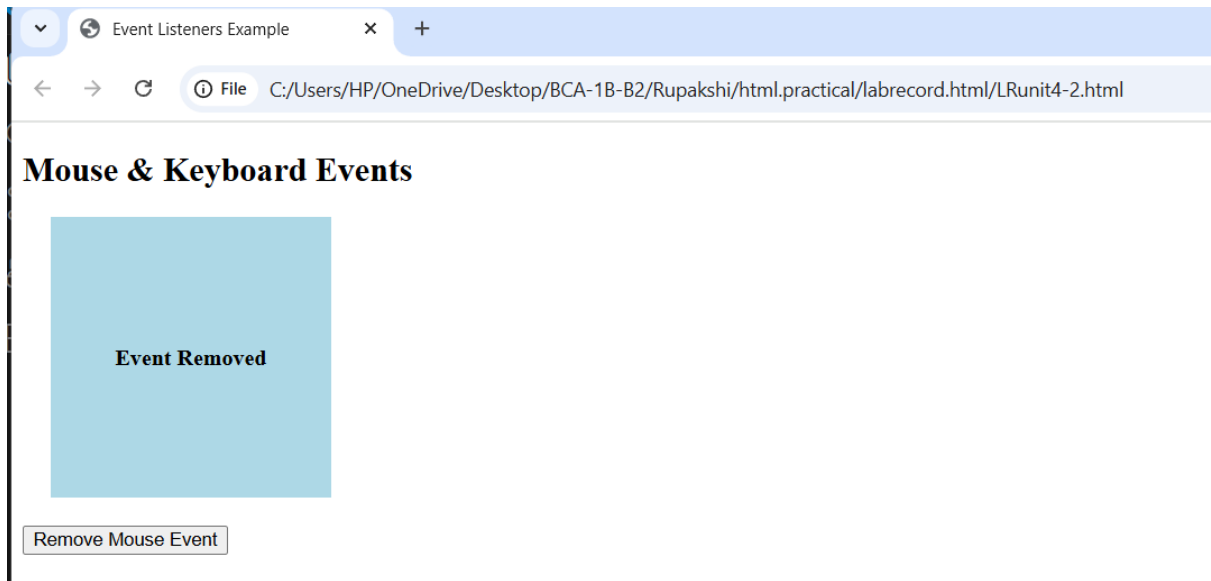 Event Listeners Example
File C:/Users/HP/OneDrive/Desktop/BCA-1B-B2/Rupakshi/html.practical/labrecord.html/LRunit4-2.html
Mouse & Keyboard Events
Event Removed
Remove Mouse Event